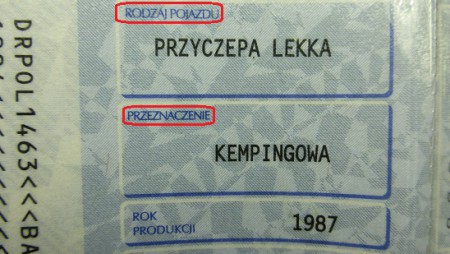 RODZAJ POJAZDU
PRZYCZEPA LEKKA
PRZEZNACZENIE
KEMPINGOWA
ROK
PRODUKCJI
1987
DRPOL1463<<<BA